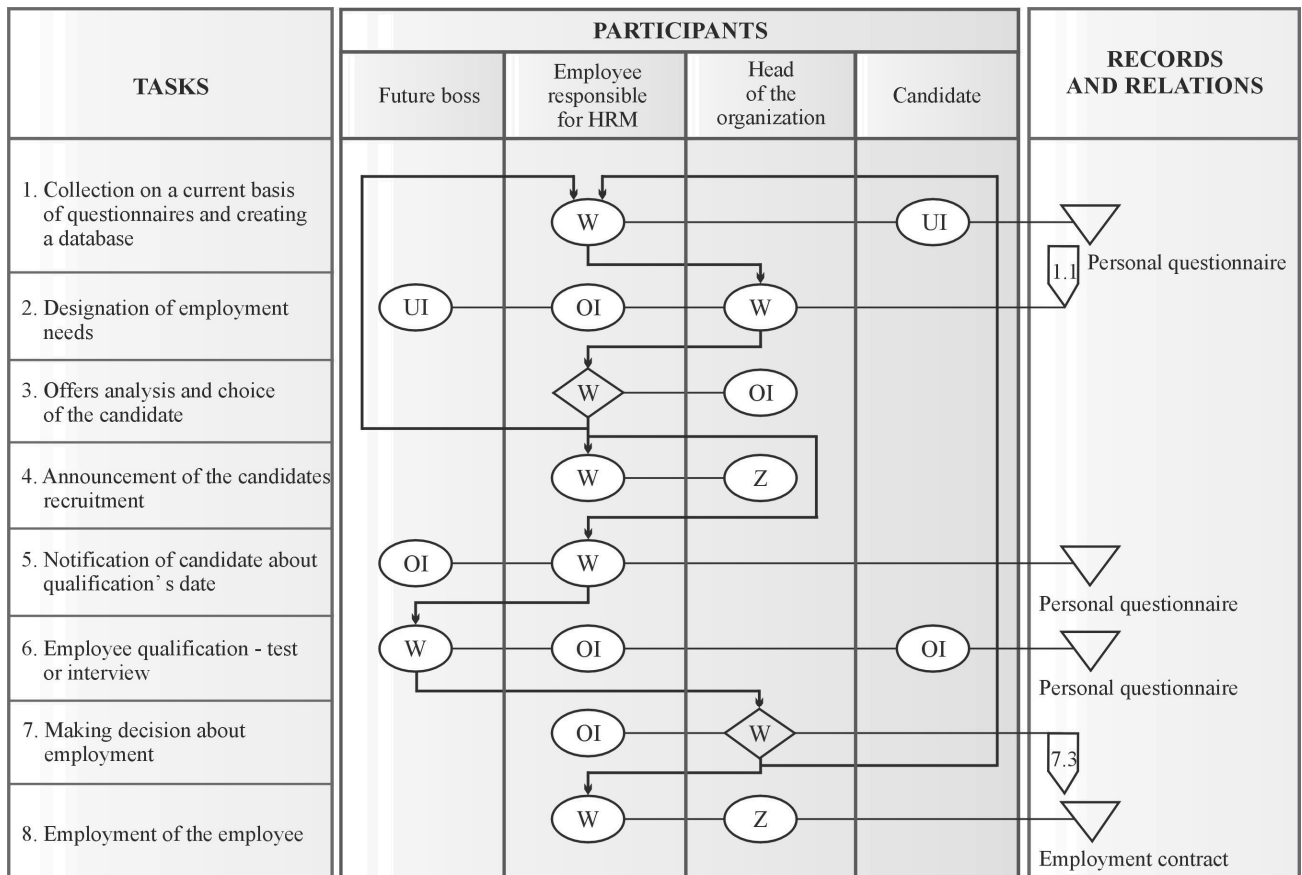 TASKS
PARTICIPANTS
Future boss
Employee
responsible
for HRM
Head
of the
organization
Candidate
RECORDS
AND RELATIONS
1. Collection on a current basis
of questionnaires and creating
a database
W
UI
Personal questionnaire
1.1
2. Designation of employment
needs
UI
OI
W
3. Offers analysis and choice
of the candidate
W
OI
4. Announcement of the candidates
recruitment
W
Z
5. Notification of candidate about
qualification's date
OI
W
Personal questionnaire
6. Employee qualification - test
or interview
W
OI
OI
Personal questionnaire
7. Making decision about
employment
OI
W
7.3
8. Employment of the employee
W
Z
Employment contract